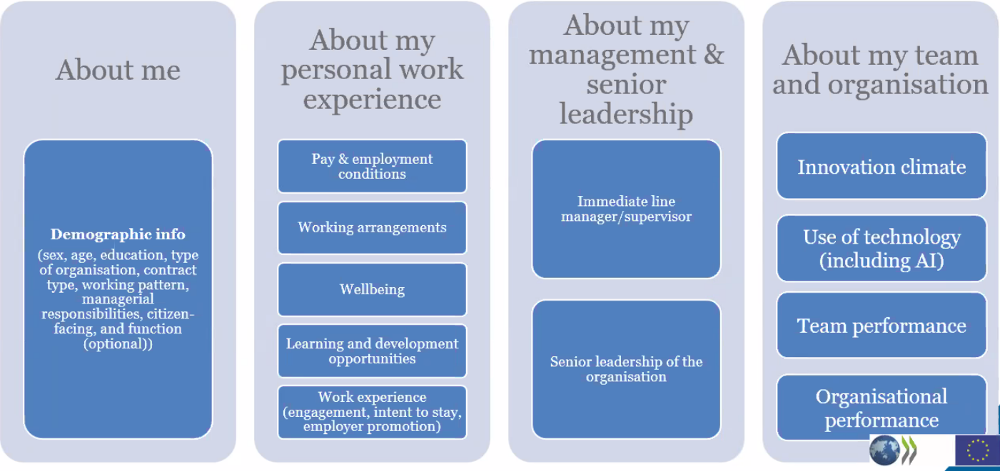 About me
Demographic info
(sex, age, education, type
of organisation, contract
type, working pattern,
managerial
responsibilities, citizen-
facing, and function
(optional))
About my
personal work
experience
Pay & employment
conditions
Working arrangements
Wellbeing
Learning and development
opportunities
Work experience
(engagement, intent to stay,
employer promotion)
About my
management &
senior
leadership
Immediate line
manager/supervisor
Senior leadership of the
organisation
About my team
and organisation
Innovation climate
Use of technology
(including AI)
Team performance
Organisational
performance